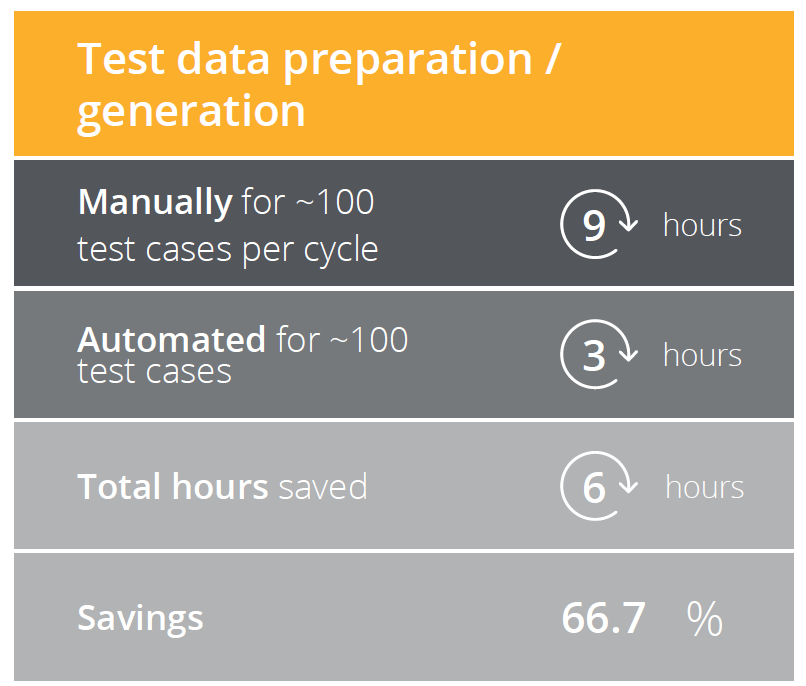 Test data preparation /
generation
Manually for ~100
test cases per cycle
9 hours
Automated for ~100
test cases
3 hours
Total hours saved
6 hours
Savings
66.7 %